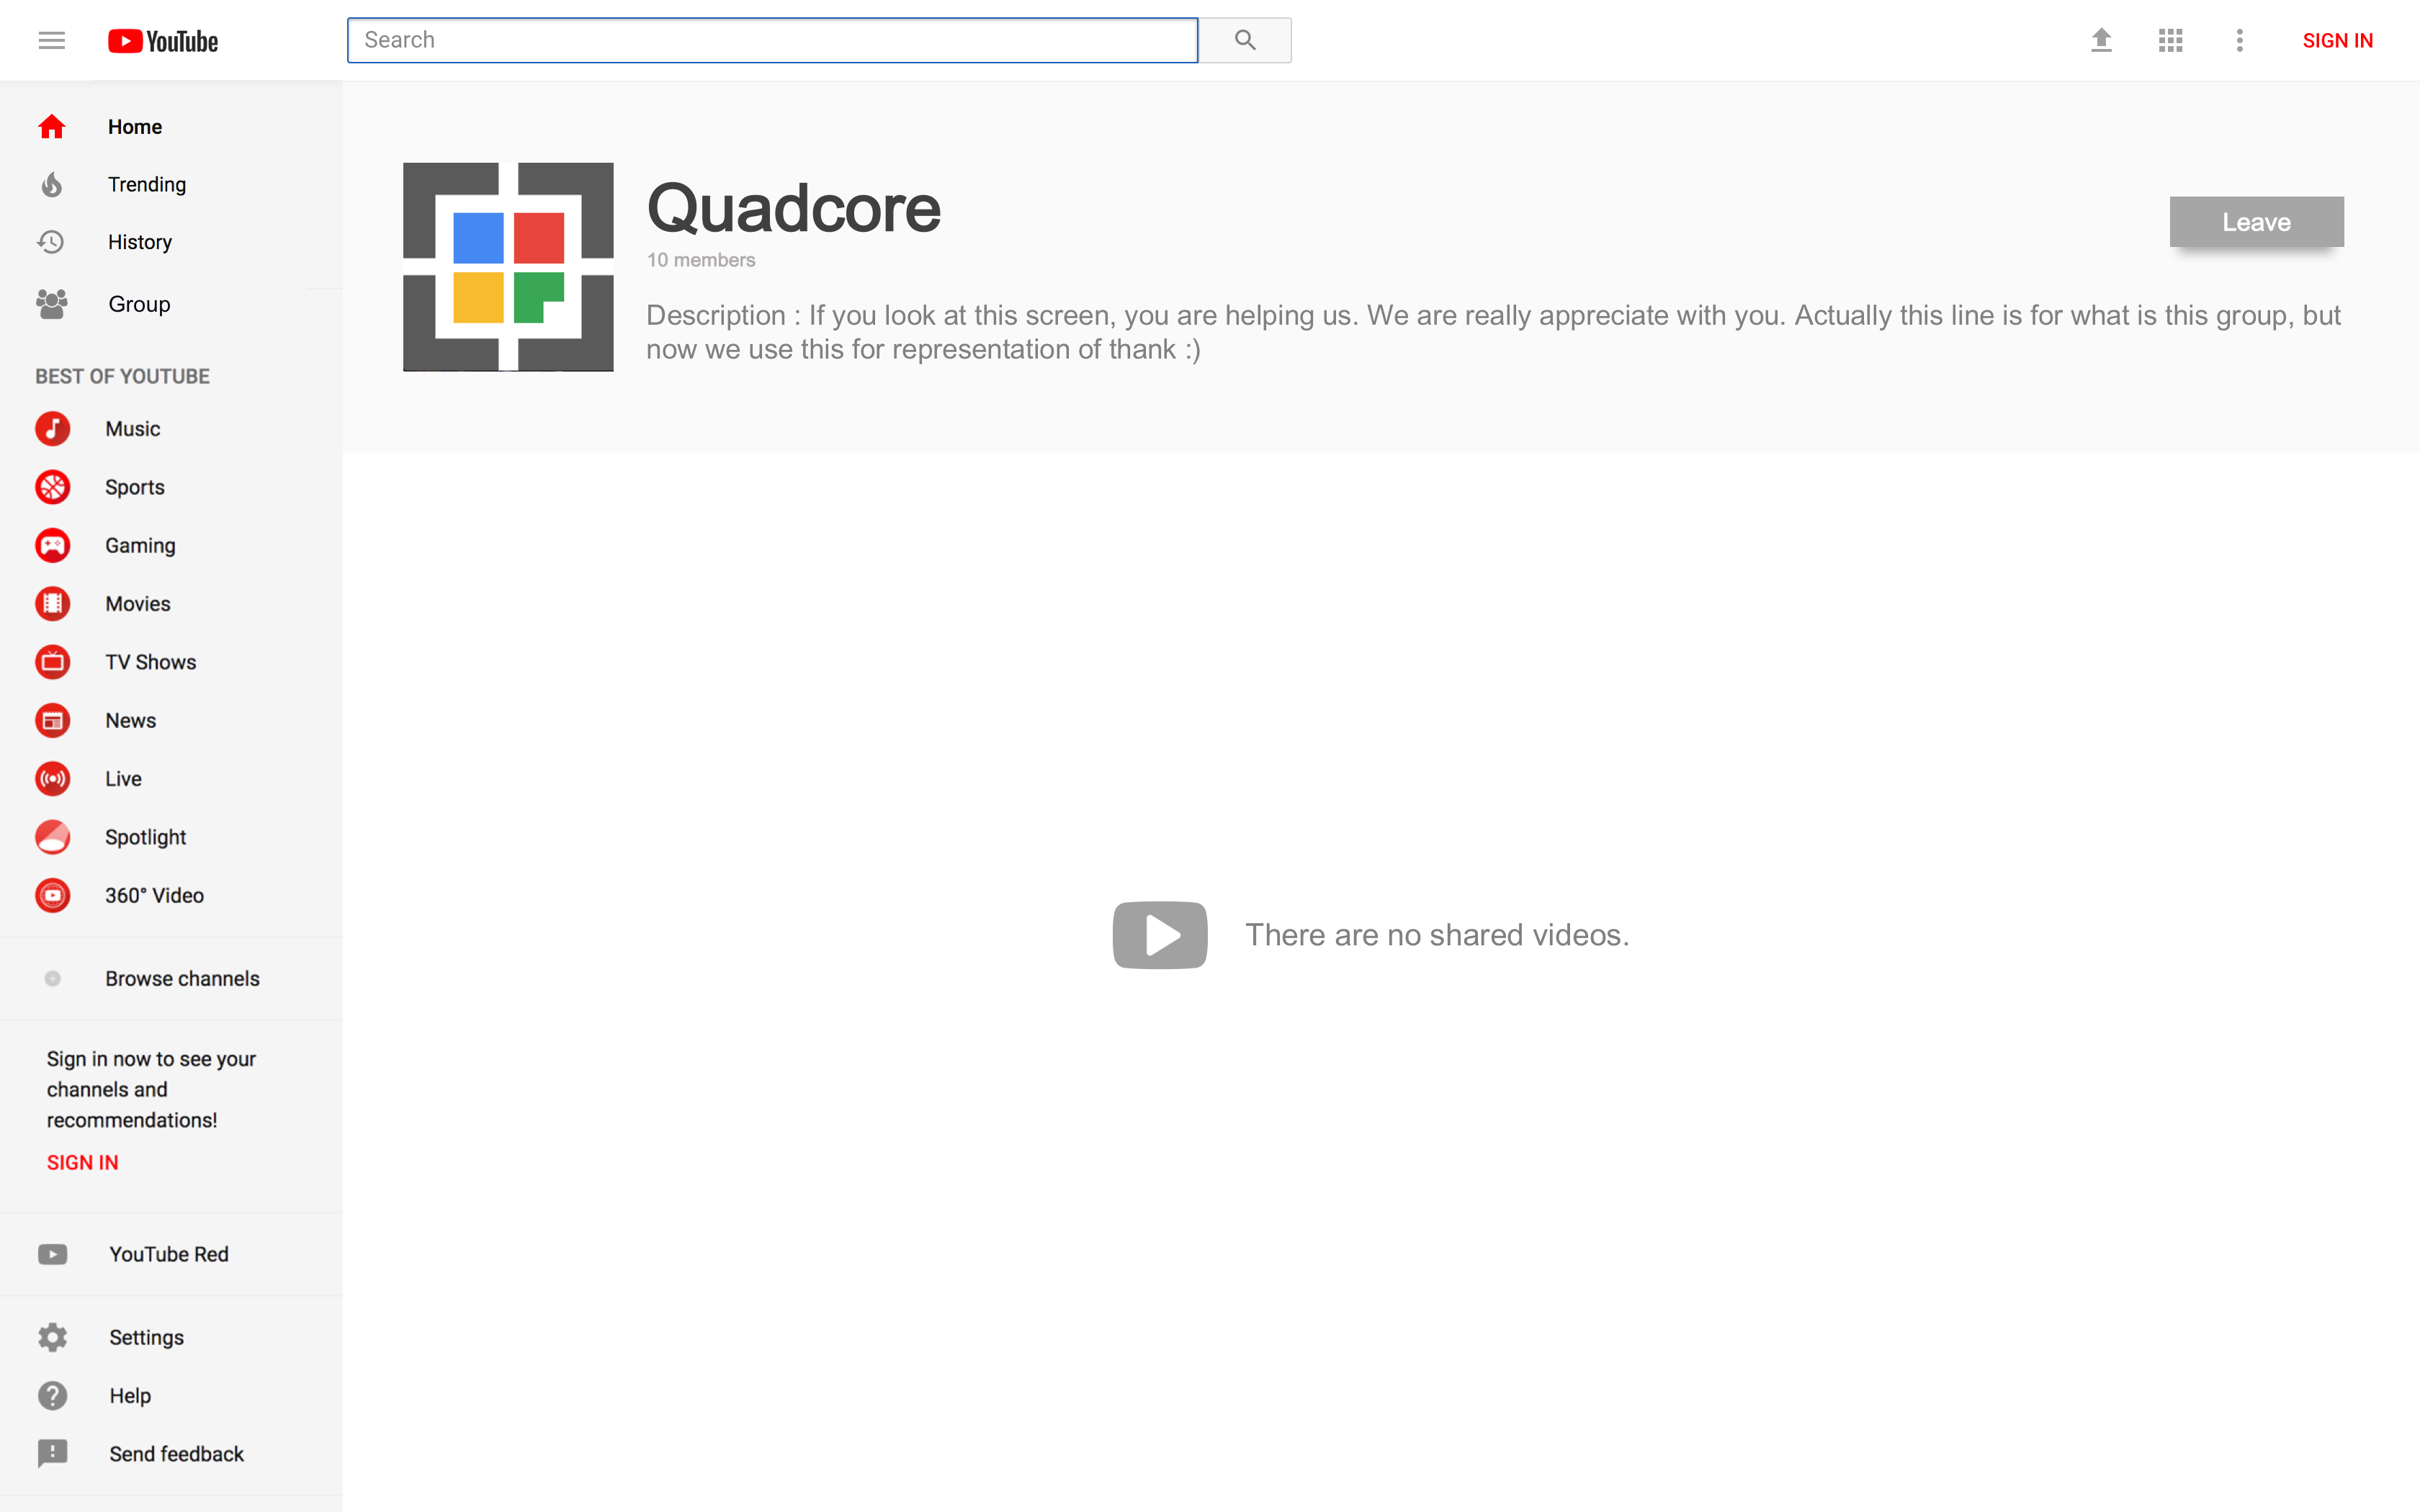 YouTube
Search
SIGN IN
Home
Trending
History
Group
BEST OF YOUTUBE
Music
Sports
Gaming
Movies
TV Shows
News
Live
Spotlight
360° Video
Browse channels
Sign in now to see your
channels and
recommendations!
SIGN IN
YouTube Red
Settings
Help
Send feedback
Quadcore
10 members
Leave
Description : If you look at this screen, you are helping us. We are really appreciate with you. Actually this line is for what is this group, but
now we use this for representation of thank :)
There are no shared videos.